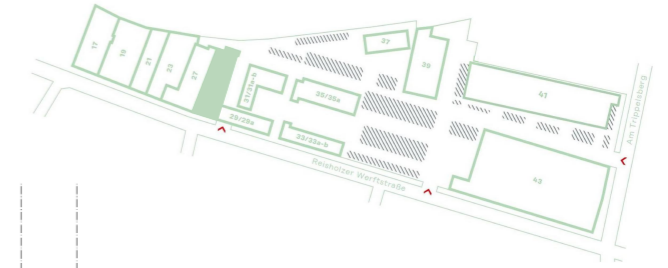 17
19
21
23
27
31/31a-b
29/29a
35/35a
33/33a-b
37
39
41
43
Reisholzer Werftstraße
Am Trippelsberg